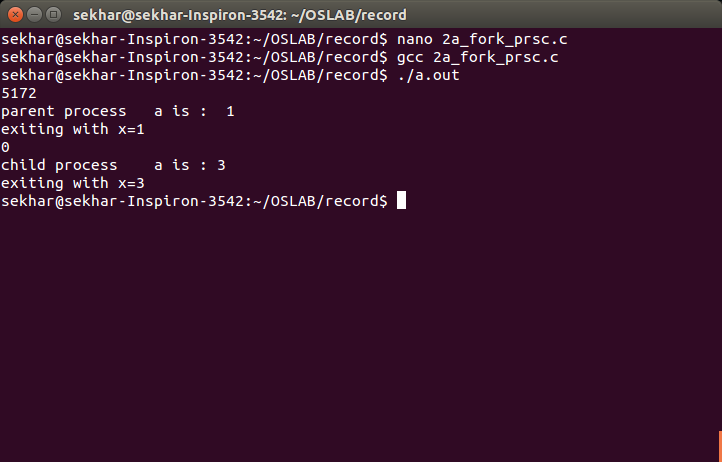 sekhar@sekhar-Inspiron-3542: ~/OSLAB/record
sekhar@sekhar-Inspiron-3542:~/OSLAB/record$ nano 2a_fork_prsc.c
sekhar@sekhar-Inspiron-3542:~/OSLAB/record$ gcc 2a_fork_prsc.c
sekhar@sekhar-Inspiron-3542:~/OSLAB/record$ ./a.out
5172
parent process   a is :  1
exiting with x=1
0
child process    a is : 3
exiting with x=3
sekhar@sekhar-Inspiron-3542:~/OSLAB/record$